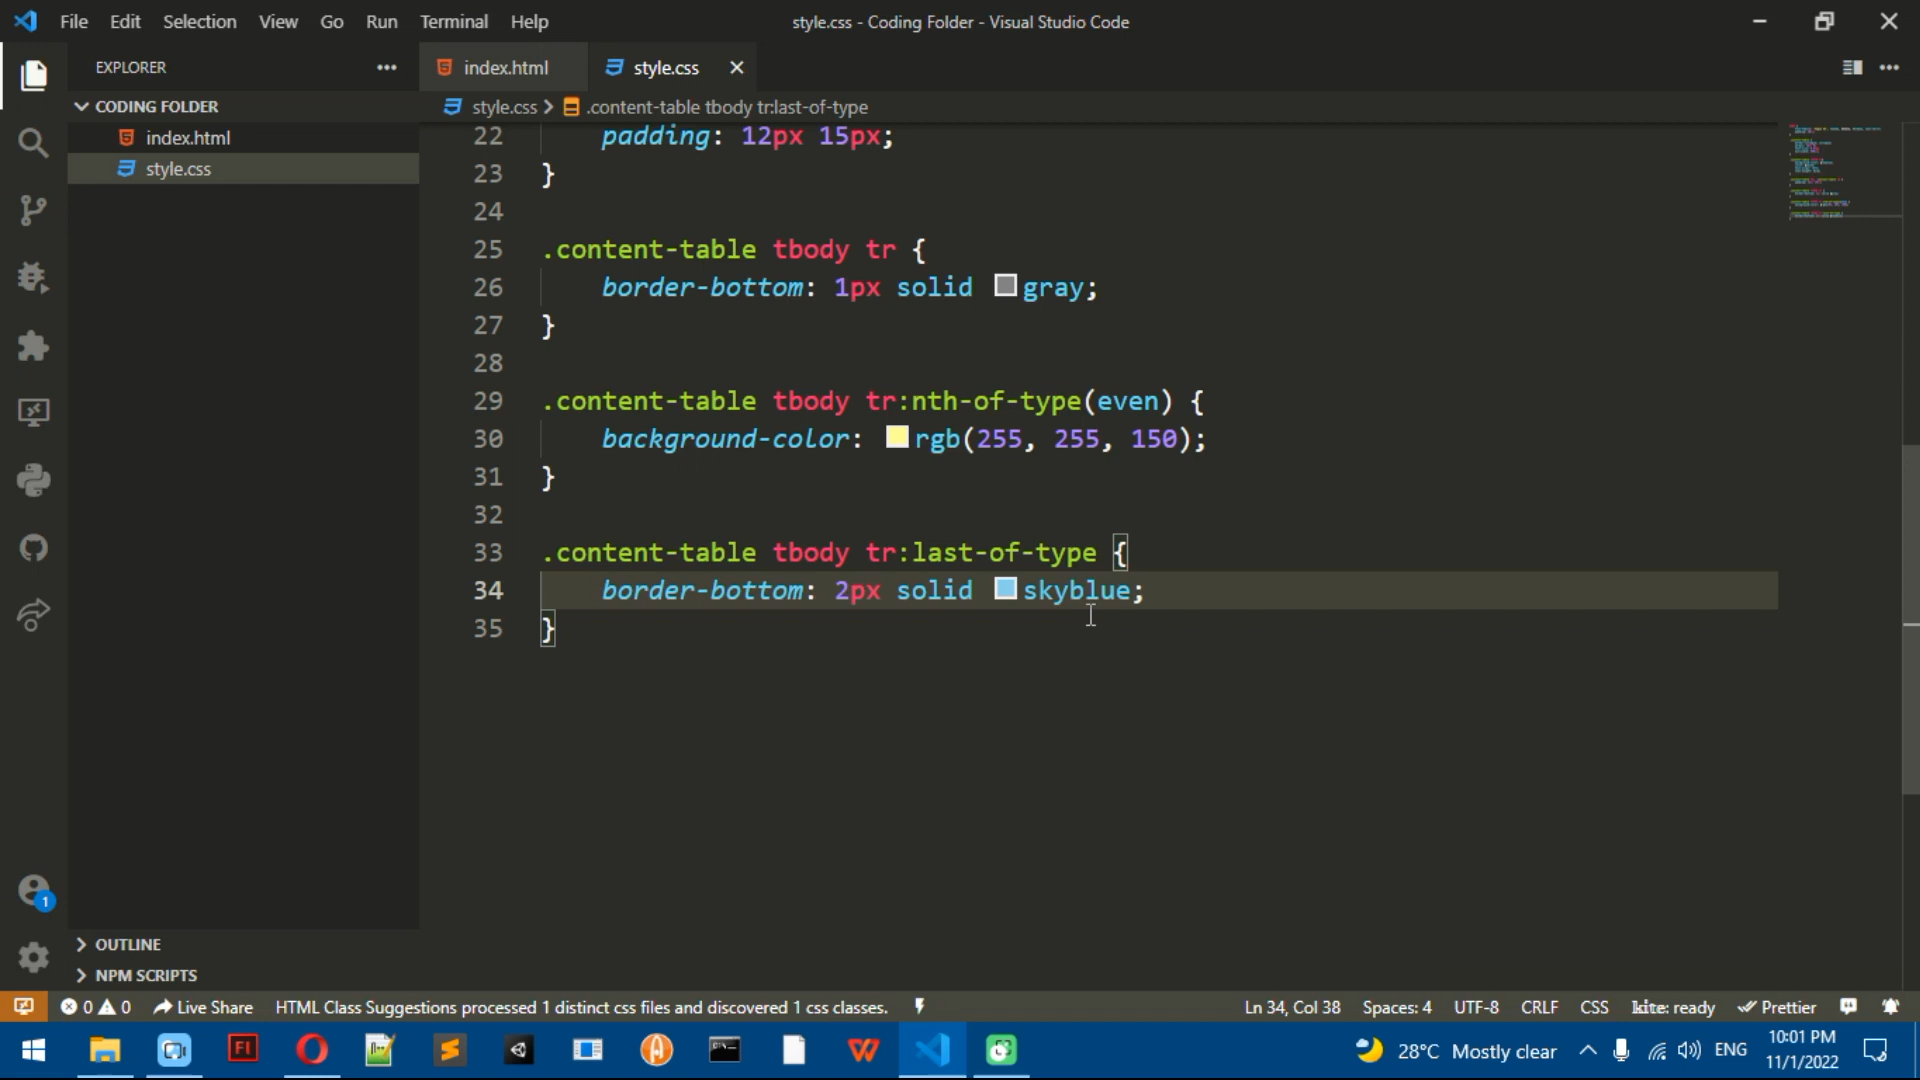 File Edit Selection View Go Run Terminal Help
style.css - Coding Folder - Visual Studio Code
EXPLORER
index.html
style.css
CODING FOLDER
index.html
style.css
style.css > .content-table tbody tr:last-of-type
22 padding: 12px 15px;
23 }
24
25 .content-table tbody tr {
26 border-bottom: 1px solid gray;
27 }
28
29 .content-table tbody tr:nth-of-type(even) {
30 background-color: rgb(255, 255, 150);
31 }
32
33 .content-table tbody tr:last-of-type {
34 border-bottom: 2px solid skyblue;
35 }
1
OUTLINE
NPM SCRIPTS
0 0 Live Share HTML Class Suggestions processed 1 distinct css files and discovered 1 css classes. Ln 34, Col 38 Spaces: 4 UTF-8 CRLF CSS kite: ready Prettier
Fl
28°C Mostly clear ENG
10:01 PM
11/1/2022